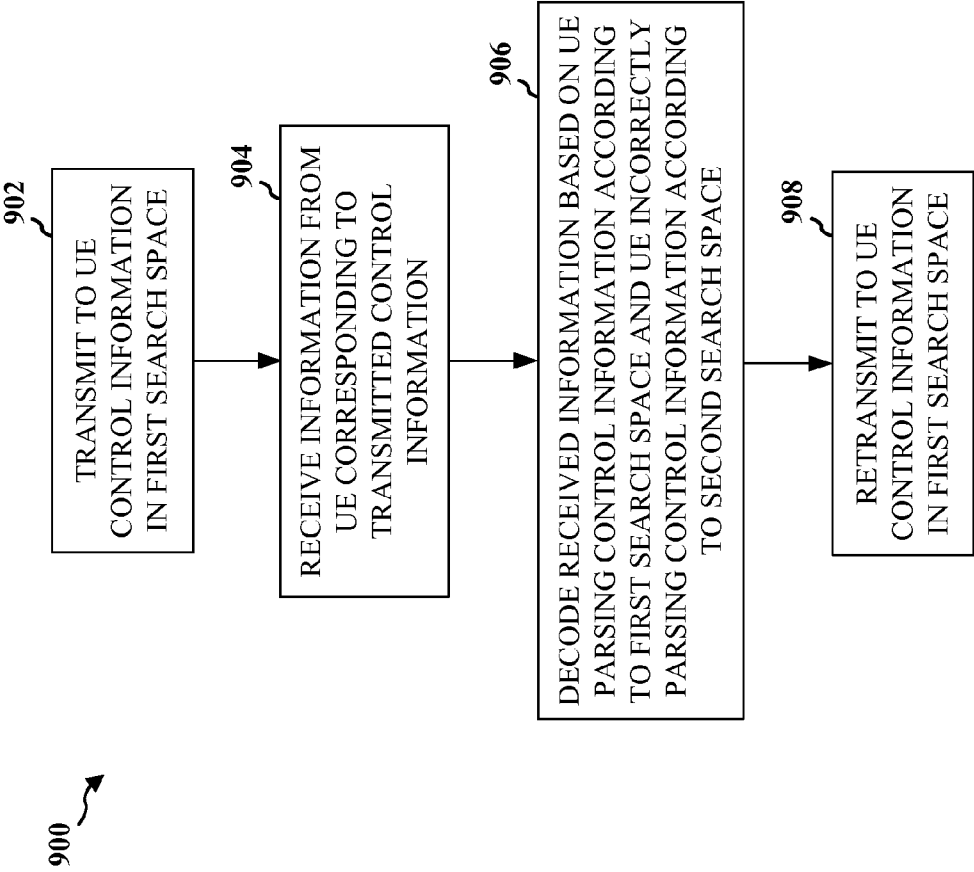 900
902
TRANSMIT TO UE
CONTROL INFORMATION
IN FIRST SEARCH SPACE
904
RECEIVE INFORMATION FROM
UE CORRESPONDING TO
TRANSMITTED CONTROL
INFORMATION
906
DECODE RECEIVED INFORMATION BASED ON UE
PARSING CONTROL INFORMATION ACCORDING
TO FIRST SEARCH SPACE AND UE INCORRECTLY
PARSING CONTROL INFORMATION ACCORDING
TO SECOND SEARCH SPACE
908
RETRANSMIT TO UE
CONTROL INFORMATION
IN FIRST SEARCH SPACE